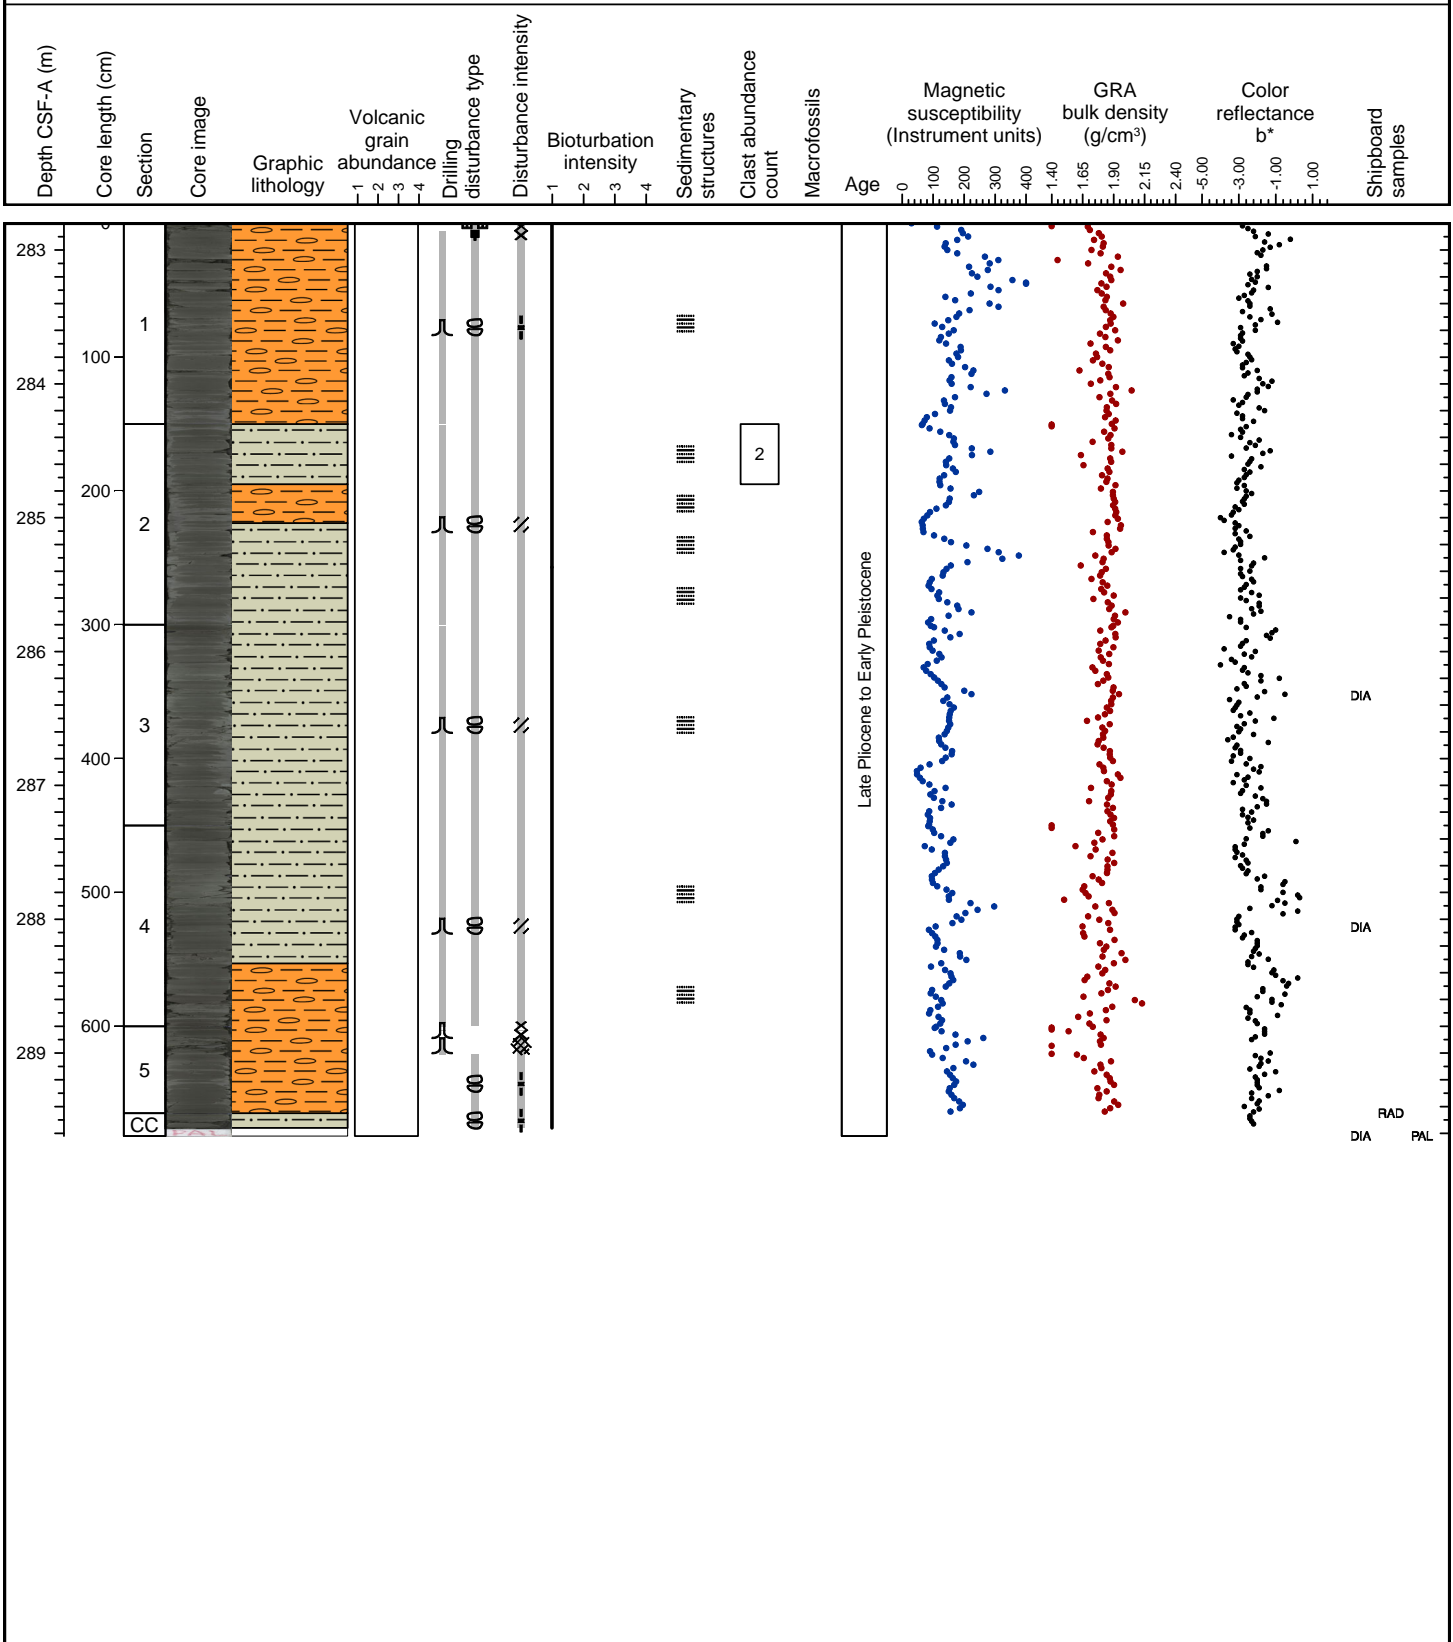 Depth CSF-A (m)
Core length (cm)
Section
Core image
Graphic
lithology
Volcanic
grain
abundance
1 2 3 4
Drilling
disturbance type
Disturbance intensity
Bioturbation
intensity
1 2 3 4
Sedimentary
structures
Clast abundance
count
Macrofossils
Age
Magnetic
susceptibility
(Instrument units)
0 100 200 300 400
GRA
bulk density
(g/cm³)
1.40 1.65 1.90 2.15 2.40
Color
reflectance
b*
-5.00 -3.00 -1.00 1.00
Shipboard
samples
0
283
1
100
284
2
200
285
2
300
286
DIA
3
400
287
Late Pliocene to Early Pleistocene
500
288
4
DIA
600
289
5
RAD
CC
PAL
DIA PAL